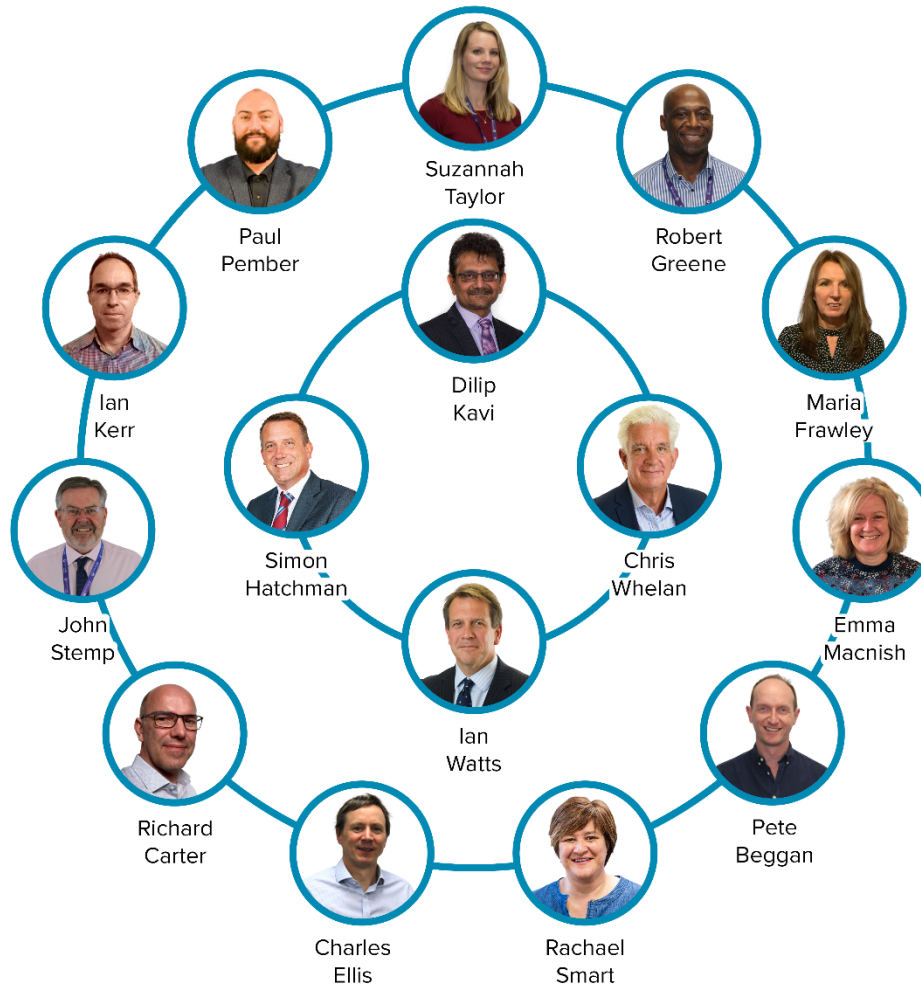 Suzannah
Taylor
Paul
Pember
Robert
Greene
Ian
Kerr
Dilip
Kavi
Maria
Frawley
Simon
Hatchman
Chris
Whelan
John
Stemp
Emma
Macnish
Ian
Watts
Richard
Carter
Pete
Beggan
Charles
Ellis
Rachael
Smart